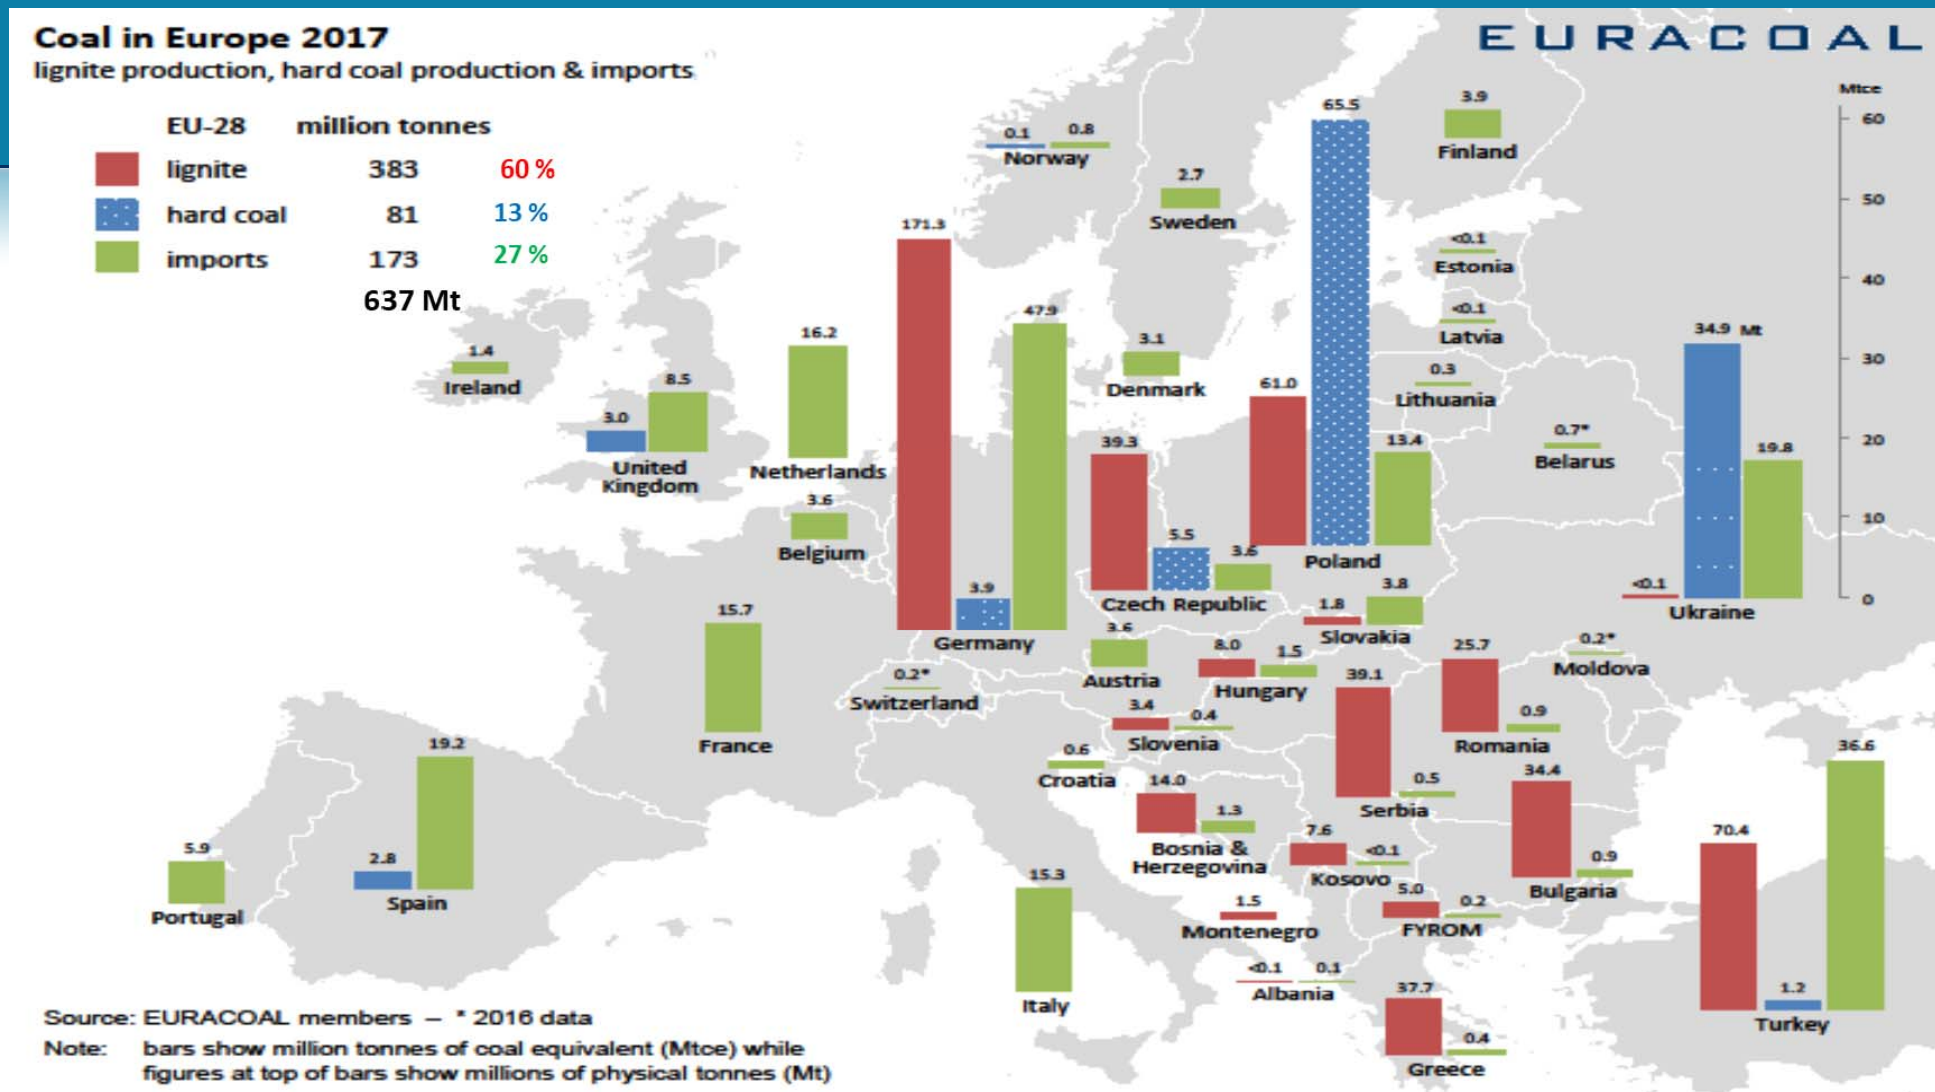 Coal in Europe 2017
lignite production, hard coal production & imports
EURACOAL
EU-28 million tonnes
lignite 383 60 %
hard coal 81 13 %
imports 173 27 %
637 Mt
Mtce
60
50
40
30
20
10
0
0.1 0.8
Norway
2.7
Sweden
3.9
Finland
<0.1
Estonia
<0.1
Latvia
0.3
Lithuania
0.7*
Belarus
1.4
Ireland
3.0 8.5
United
Kingdom
16.2
Netherlands
3.6
Belgium
171.3 3.9 47.9
Germany
3.1
Denmark
61.0 65.5 13.4
Poland
39.3 5.5 3.6
Czech Republic
34.9 Mt
<0.1 19.8
Ukraine
1.8 3.8
Slovakia
3.6
Austria
8.0 1.5
Hungary
0.2*
Moldova
15.7
France
0.2*
Switzerland
3.4 0.4
Slovenia
0.6
Croatia
39.1 0.5
Serbia
25.7 0.9
Romania
14.0 1.3
Bosnia &
Herzegovina
7.6 <0.1
Kosovo
34.4 0.9
Bulgaria
5.9
Portugal
2.8 19.2
Spain
15.3
Italy
1.5
Montenegro
5.0 0.2
FYROM
<0.1 0.1
Albania
37.7 0.4
Greece
70.4 1.2 36.6
Turkey
Source: EURACOAL members – * 2016 data
Note: bars show million tonnes of coal equivalent (Mtce) while
figures at top of bars show millions of physical tonnes (Mt)